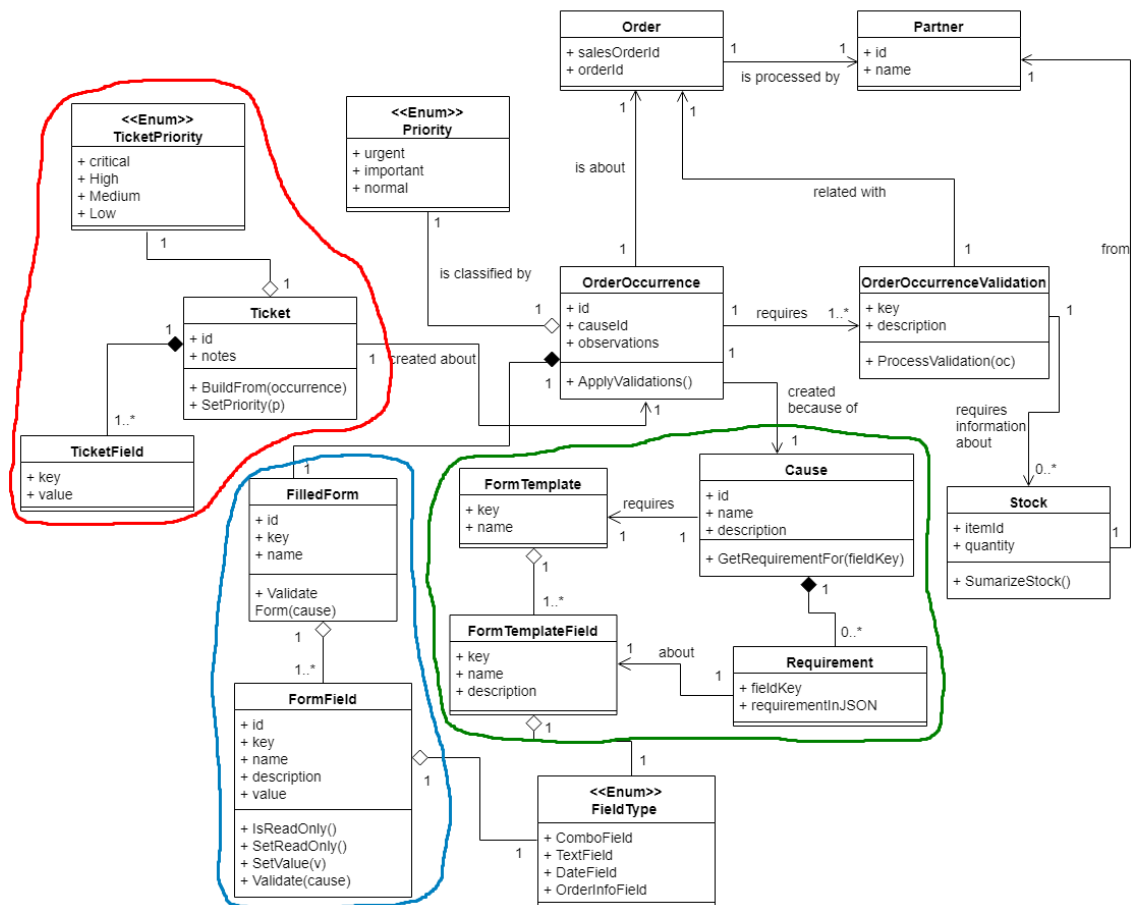 Order
+ salesOrderId
+ orderId
1
1
is processed by
1
Partner
+ id
+ name
1
<<Enum>>
TicketPriority
+ critical
+ High
+ Medium
+ Low
1
<<Enum>>
Priority
+ urgent
+ important
+ normal
1
is classified by
is about
1
1
related with
1
from
1
Ticket
+ id
+ notes
+ BuildFrom(occurrence)
+ SetPriority(p)
1
1
1..*
TicketField
+ key
+ value
1
created about
1
OrderOccurrence
+ id
+ causeId
+ observations
+ ApplyValidations()
1
1
1
requires
1..*
1
OrderOccurrenceValidation
+ key
+ description
+ ProcessValidation(oc)
1
created
because of
1
requires
information
about
0..*
Stock
+ itemId
+ quantity
+ SumarizeStock()
1
1
FilledForm
+ id
+ key
+ name
+ Validate
Form(cause)
1
1..*
FormField
+ id
+ key
+ name
+ description
+ value
+ IsReadOnly()
+ SetReadOnly()
+ SetValue(v)
+ Validate(cause)
1
1
FormTemplate
+ key
+ name
requires
1
1
Cause
+ id
+ name
+ description
+ GetRequirementFor(fieldKey)
1
1
1..*
0..*
FormTemplateField
+ key
+ name
+ description
1
about
1
Requirement
+ fieldKey
+ requirementInJSON
1
1
<<Enum>>
FieldType
+ ComboField
+ TextField
+ DateField
+ OrderInfoField